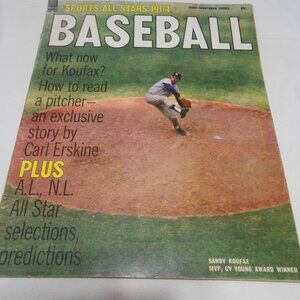 SPORTS ALL STARS 1964
BASEBALL
What now
for Koufax?
How to read
a pitcher—
an exclusive
story by
Carl Erskine
PLUS
A.L., N.L.
All Star
selections,
predictions
SANDY KOUFAX
MVP, CY YOUNG AWARD WINNER